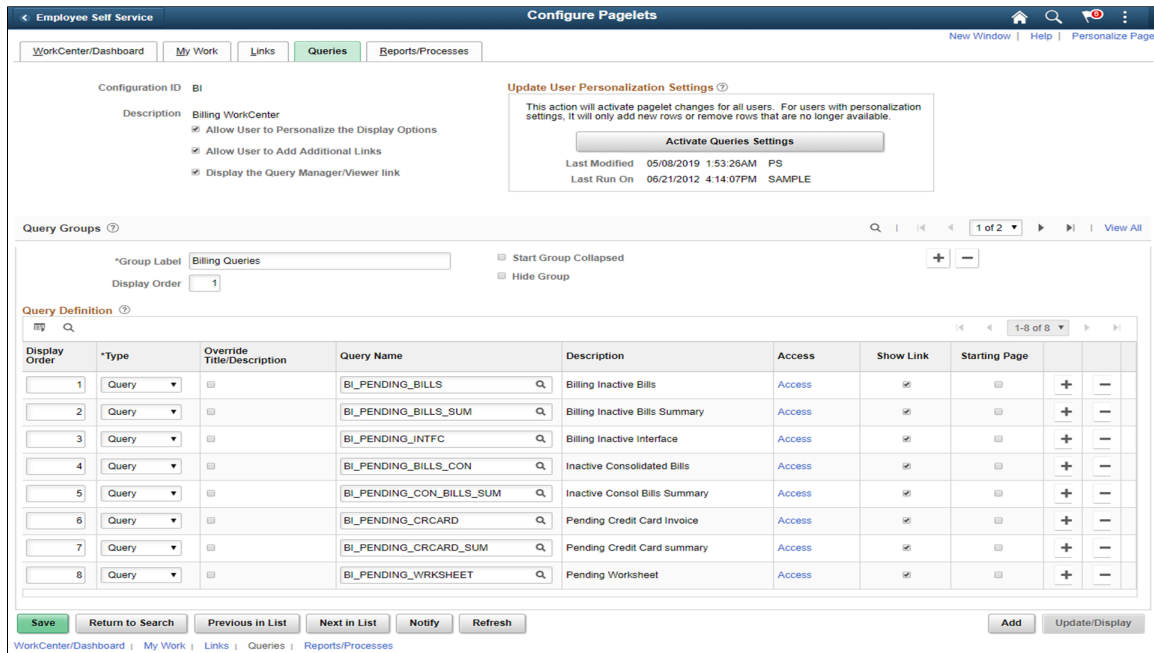 Employee Self Service
Configure Pagelets
6
New Window | Help | Personalize Page
WorkCenter/Dashboard
My Work
Links
Queries
Reports/Processes
Configuration ID BI
Description Billing WorkCenter
Allow User to Personalize the Display Options
Allow User to Add Additional Links
Display the Query Manager/Viewer link
Update User Personalization Settings
This action will activate pagelet changes for all users. For users with personalization
settings, It will only add new rows or remove rows that are no longer available.
Activate Queries Settings
Last Modified 05/08/2019 1:53:26AM PS
Last Run On 06/21/2012 4:14:07PM SAMPLE
Query Groups
1 of 2
View All
*Group Label Billing Queries
Display Order 1
Start Group Collapsed
Hide Group
Query Definition
1-8 of 8
Display Order *Type Override Title/Description Query Name Description Access Show Link Starting Page
1 Query BI_PENDING_BILLS Billing Inactive Bills Access
2 Query BI_PENDING_BILLS_SUM Billing Inactive Bills Summary Access
3 Query BI_PENDING_INTFC Billing Inactive Interface Access
4 Query BI_PENDING_BILLS_CON Inactive Consolidated Bills Access
5 Query BI_PENDING_CON_BILLS_SUM Inactive Consol Bills Summary Access
6 Query BI_PENDING_CRCARD Pending Credit Card Invoice Access
7 Query BI_PENDING_CRCARD_SUM Pending Credit Card summary Access
8 Query BI_PENDING_WRKSHEET Pending Worksheet Access
Save Return to Search Previous in List Next in List Notify Refresh Add Update/Display
WorkCenter/Dashboard | My Work | Links | Queries | Reports/Processes